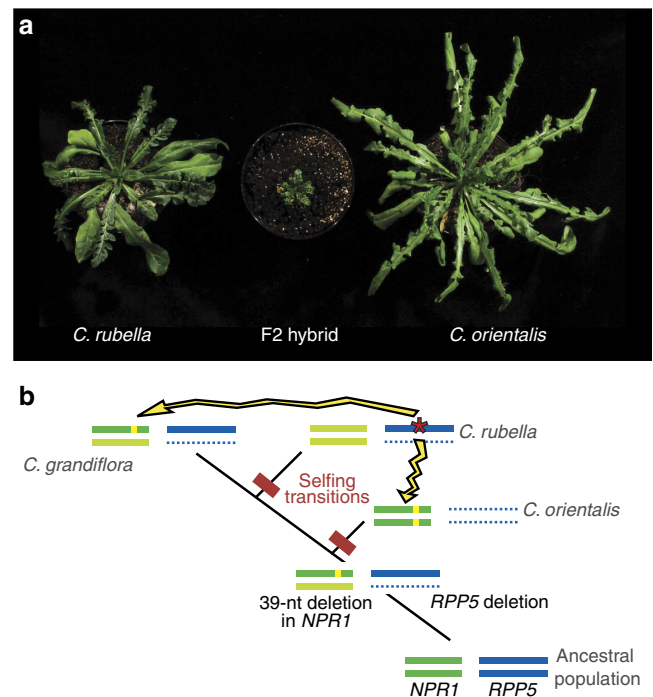 a
C. rubella
F2 hybrid
C. orientalis
b
C. grandiflora
C. rubella
Selfing
transitions
C. orientalis
39-nt deletion
in NPR1
RPP5 deletion
Ancestral
population
NPR1
RPP5